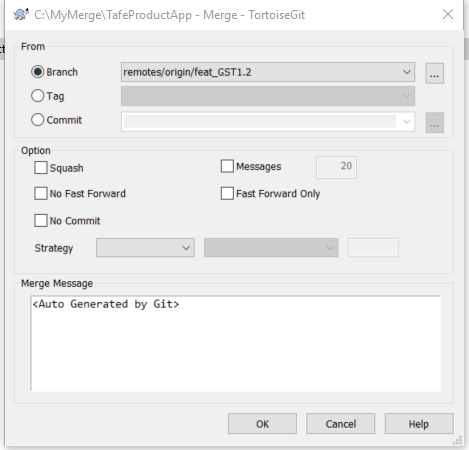 C:\MyMerge\TafeProductApp - Merge - TortoiseGit
From
Branch remotes/origin/feat_GST1.2 ...
Tag
Commit ...
Option
Squash Messages 20
No Fast Forward Fast Forward Only
No Commit
Strategy
Merge Message
<Auto Generated by Git>
OK Cancel Help